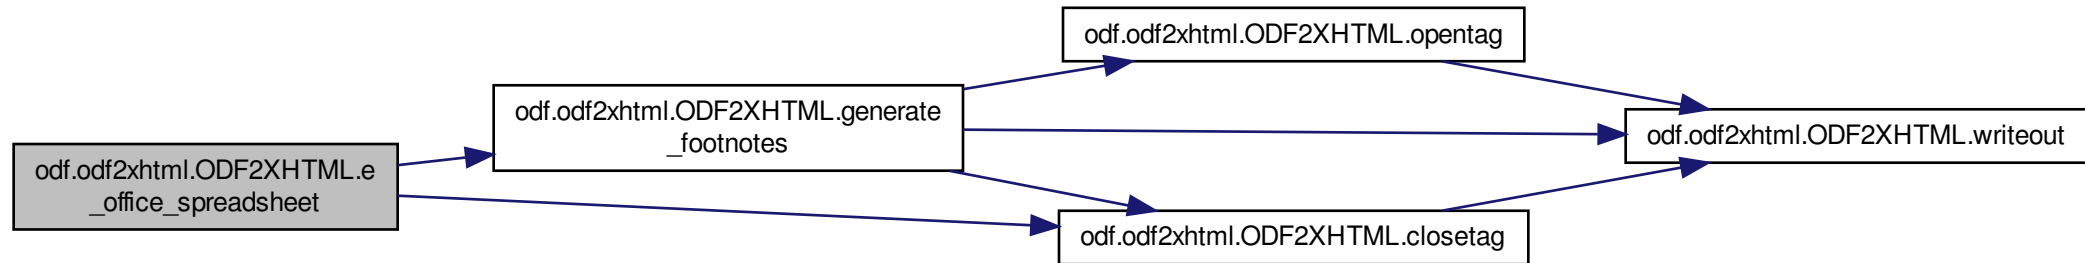 odf.odf2xhtml.ODF2XHTML.e
_office_spreadsheet
odf.odf2xhtml.ODF2XHTML.generate
_footnotes
odf.odf2xhtml.ODF2XHTML.opentag
odf.odf2xhtml.ODF2XHTML.closetag
odf.odf2xhtml.ODF2XHTML.writeout